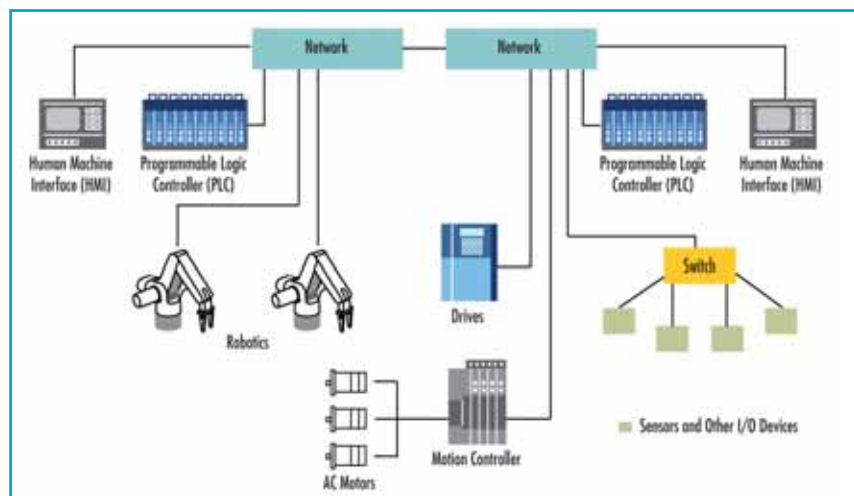 Network
Network
Human Machine
Interface (HMI)
Programmable Logic
Controller (PLC)
Programmable Logic
Controller (PLC)
Human Machine
Interface (HMI)
Switch
Robotics
Drives
Sensors and Other I/O Devices
Motion Controller
AC Motors